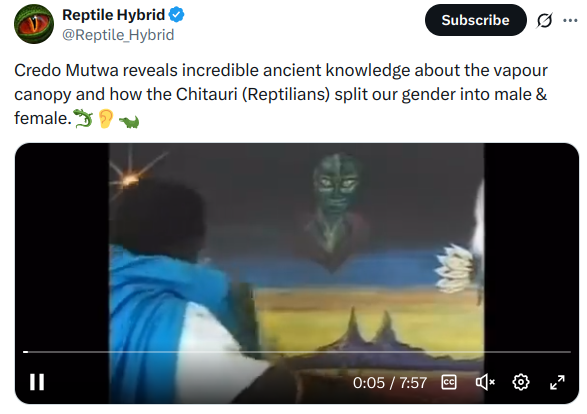 Reptile Hybrid
@Reptile_Hybrid
Subscribe
Credo Mutwa reveals incredible ancient knowledge about the vapour
canopy and how the Chitauri (Reptilians) split our gender into male &
female.🦎👂🐊
0:05 / 7:57
CC